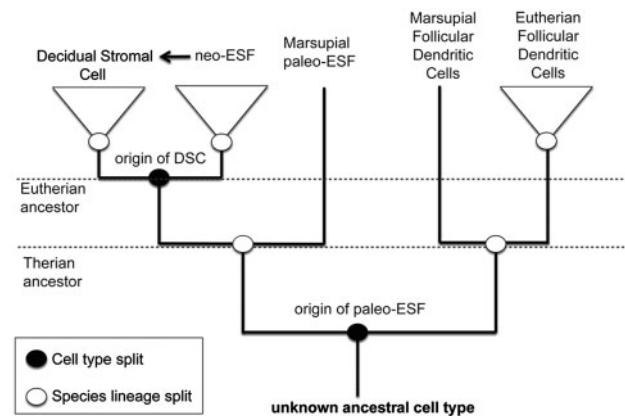 Decidual Stromal
Cell
neo-ESF
Marsupial
paleo-ESF
Marsupial
Follicular
Dendritic
Cells
Eutherian
Follicular
Dendritic
Cells
origin of DSC
Eutherian
ancestor
Therian
ancestor
origin of paleo-ESF
Cell type split
Species lineage split
unknown ancestral cell type